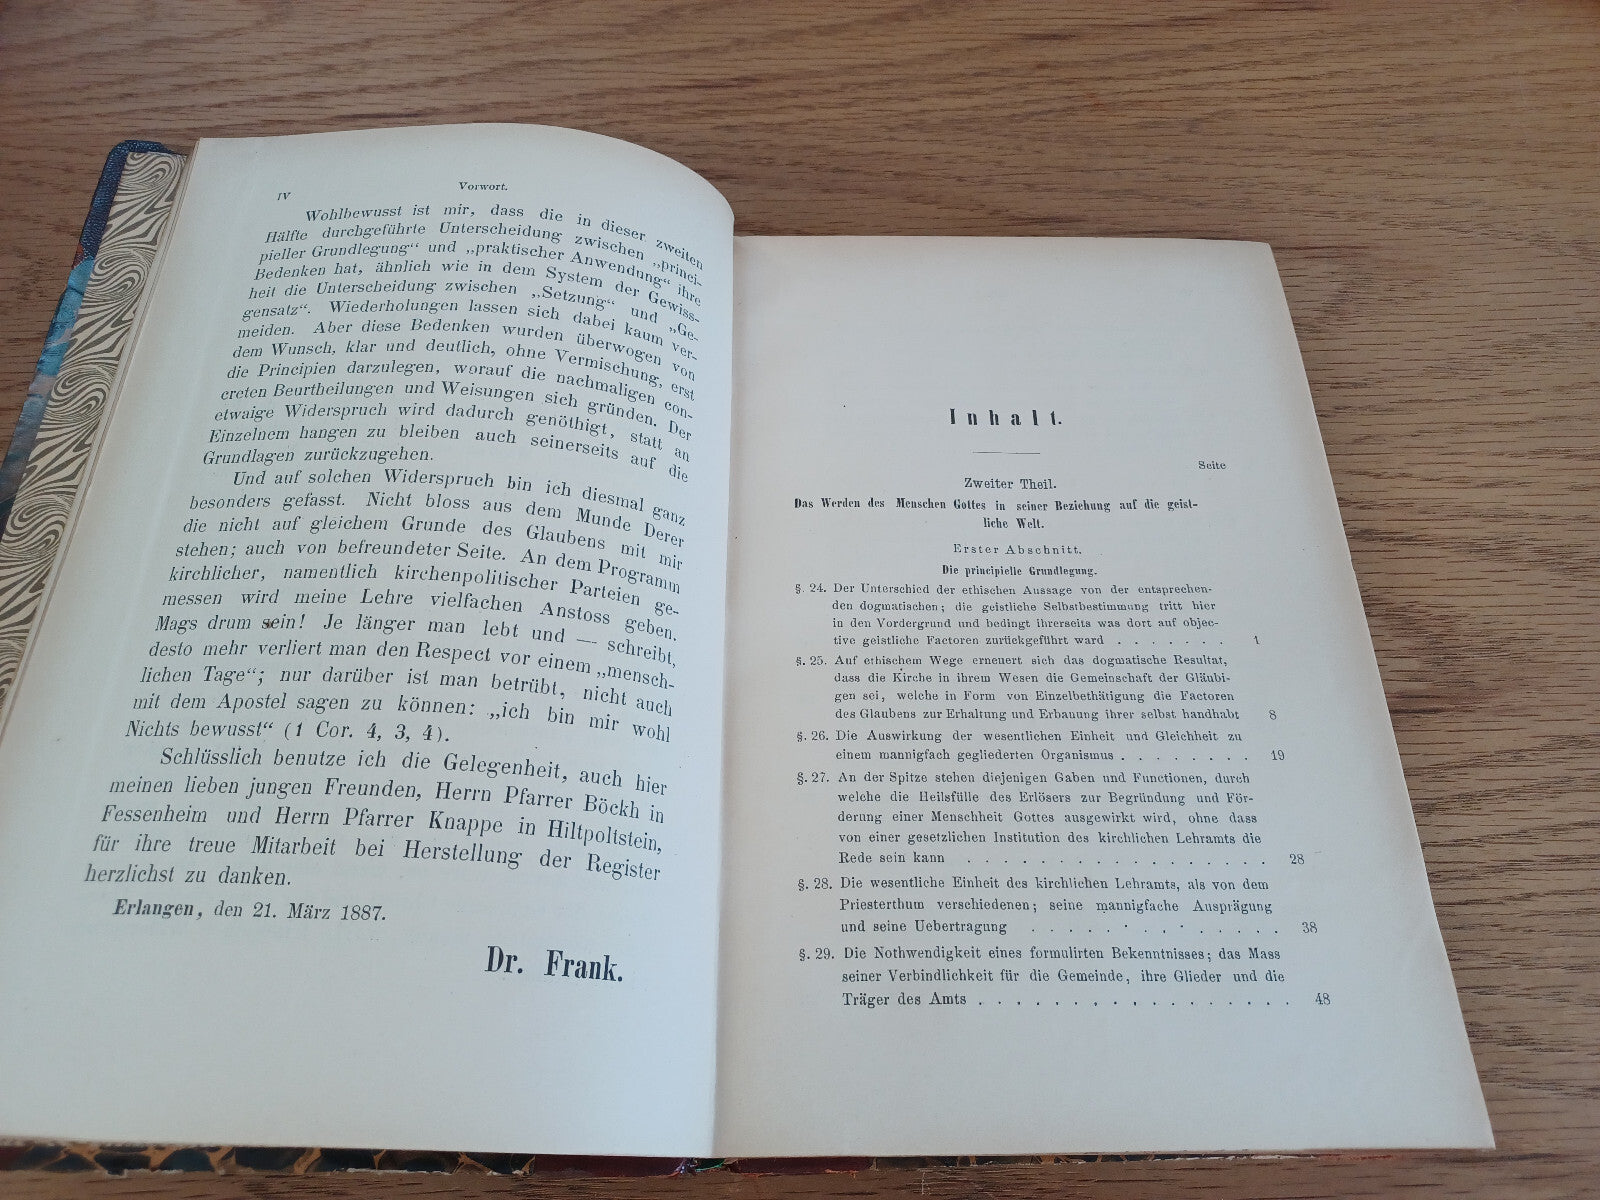 IV
Vorwort.
Wohlbewusst ist mir, dass die in dieser zweiten
Hälfte durchgeführte Unterscheidung zwischen „princi-
pieller Grundlegung“ und „praktischer Anwendung“ ihre
Bedenken hat, ähnlich wie in dem System der Gewiss-
heit die Unterscheidung zwischen „Setzung“ und „Ge-
gensatz“. Wiederholungen lassen sich dabei kaum ver-
meiden. Aber diese Bedenken wurden überwogen von
dem Wunsch, klar und deutlich, ohne Vermischung, erst
die Principien darzulegen, worauf die nachmaligen con-
creten Beurtheilungen und Weisungen sich gründen. Der
etwaige Widerspruch wird dadurch genöthigt, statt an
Einzelnem hangen zu bleiben auch seinerseits auf die
Grundlagen zurückzugehen.
Und auf solchen Widerspruch bin ich diesmal ganz
besonders gefasst. Nicht bloss aus dem Munde Derer
die nicht auf gleichem Grunde des Glaubens mit mir
stehen; auch von befreundeter Seite. An dem Programm
kirchlicher, namentlich kirchenpolitischer Parteien ge-
messen wird meine Lehre vielfachen Anstoss geben.
Mags drum sein! Je länger man lebt und — schreibt,
desto mehr verliert man den Respect vor einem „mensch-
lichen Tage“; nur darüber ist man betrübt, nicht auch
mit dem Apostel sagen zu können: „ich bin mir wohl
Nichts bewusst“ (1 Cor. 4, 3, 4).
Schlüsslich benutze ich die Gelegenheit, auch hier
meinen lieben jungen Freunden, Herrn Pfarrer Böckh in
Fessenheim und Herrn Pfarrer Knappe in Hiltpoltstein,
für ihre treue Mitarbeit bei Herstellung der Register
herzlichst zu danken.
Erlangen, den 21. März 1887.
Dr. Frank.
Inhalt.
Seite
Zweiter Theil.
Das Werden des Menschen Gottes in seiner Beziehung auf die geist-
liche Welt.
Erster Abschnitt.
Die principielle Grundlegung.
§. 24. Der Unterschied der ethischen Aussage von der entsprechen-
den dogmatischen; die geistliche Selbstbestimmung tritt hier
in den Vordergrund und bedingt ihrerseits was dort auf objec-
tive geistliche Factoren zurückgeführt ward . . . . . . . 1
§. 25. Auf ethischem Wege erneuert sich das dogmatische Resultat,
dass die Kirche in ihrem Wesen die Gemeinschaft der Gläubi-
gen sei, welche in Form von Einzelbethätigung die Factoren
des Glaubens zur Erhaltung und Erbauung ihrer selbst handhabt 8
§. 26. Die Auswirkung der wesentlichen Einheit und Gleichheit zu
einem mannigfach gegliederten Organismus . . . . . . . . 19
§. 27. An der Spitze stehen diejenigen Gaben und Functionen, durch
welche die Heilsfülle des Erlösers zur Begründung und För-
derung einer Menschheit Gottes ausgewirkt wird, ohne dass
von einer gesetzlichen Institution des kirchlichen Lehramts die
Rede sein kann . . . . . . . . . . . . . . . . 28
§. 28. Die wesentliche Einheit des kirchlichen Lehramts, als von dem
Priesterthum verschiedenen; seine mannigfache Ausprägung
und seine Uebertragung . . . . . . . . . 38
§. 29. Die Nothwendigkeit eines formulirten Bekenntnisses; das Mass
seiner Verbindlichkeit für die Gemeinde, ihre Glieder und die
Träger des Amts . . . . . . . . . . . . . . . . . 48